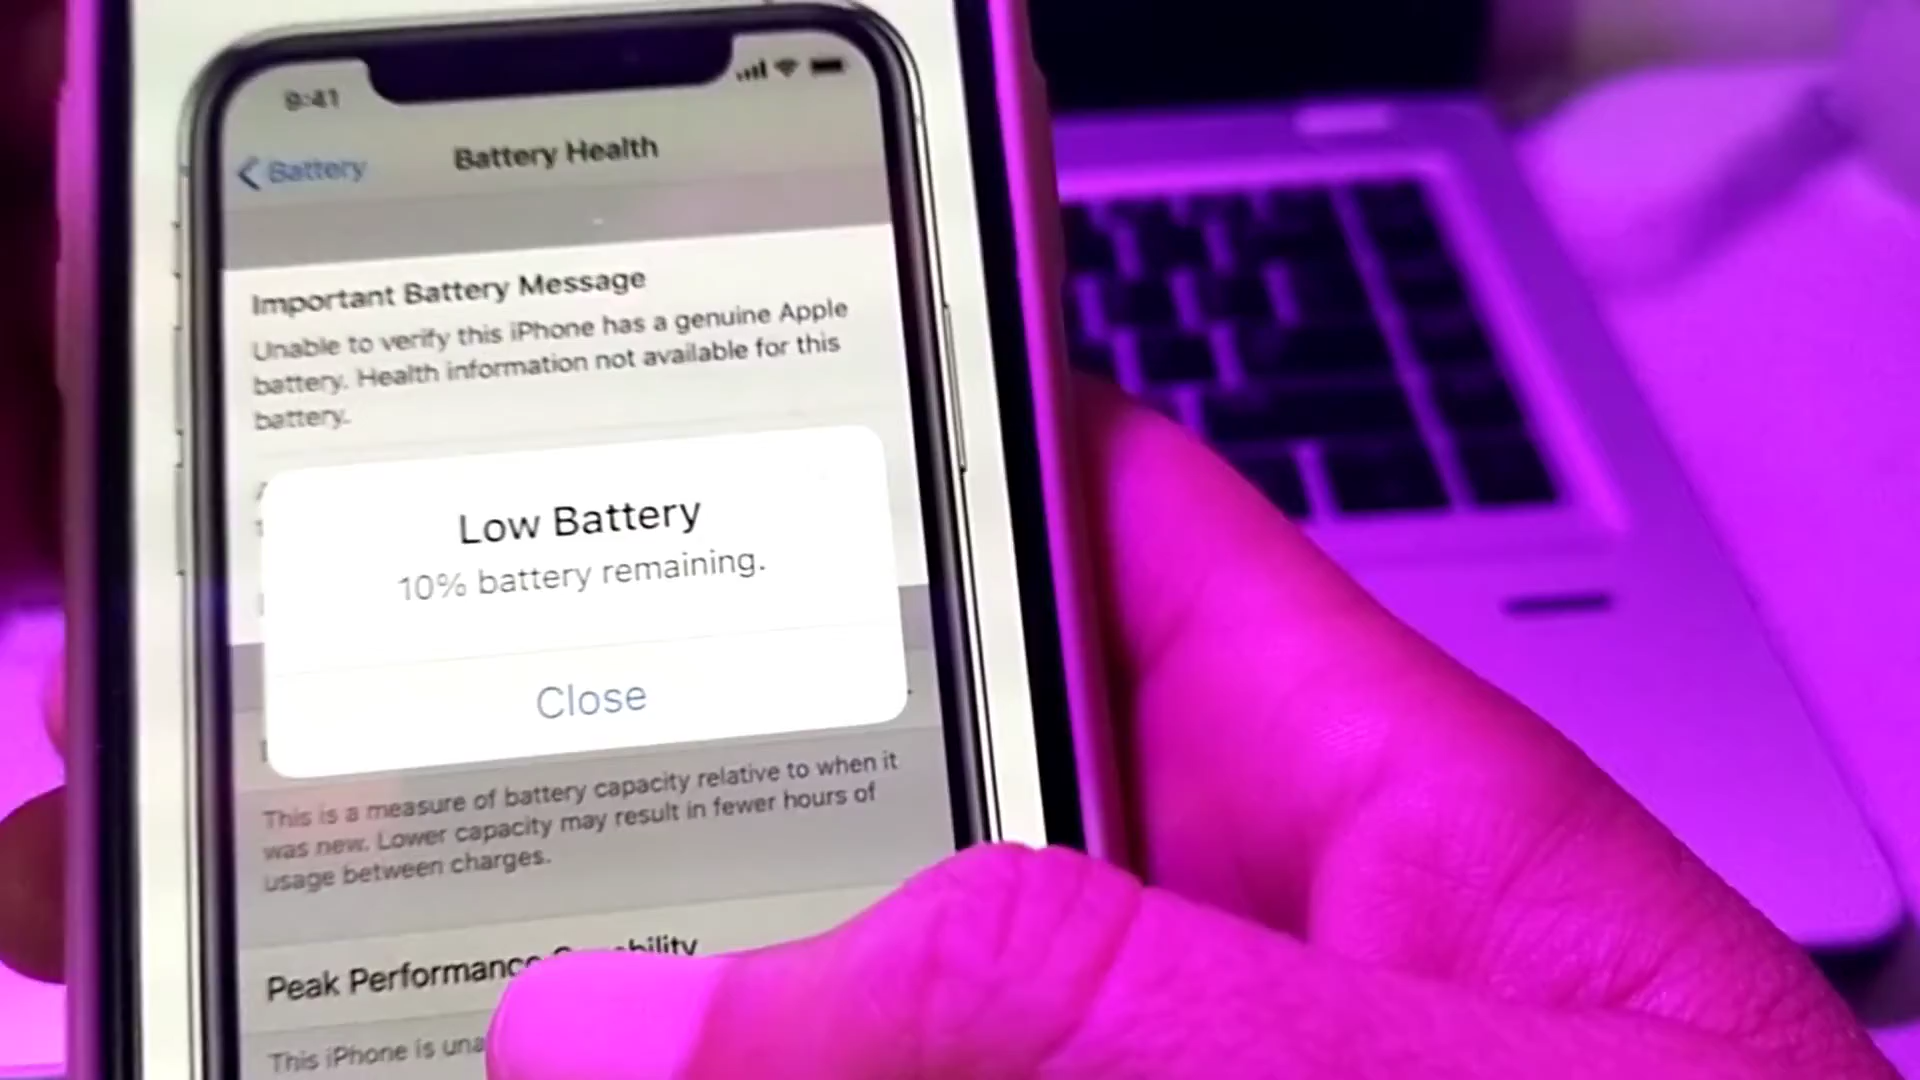 9:41
Battery
Battery Health
Important Battery Message
Unable to verify this iPhone has a genuine Apple
battery. Health information not available for this
battery.
Low Battery
10% battery remaining.
Close
This is a measure of battery capacity relative to when it
was new. Lower capacity may result in fewer hours of
usage between charges.
Peak Performance Capability
This iPhone is una